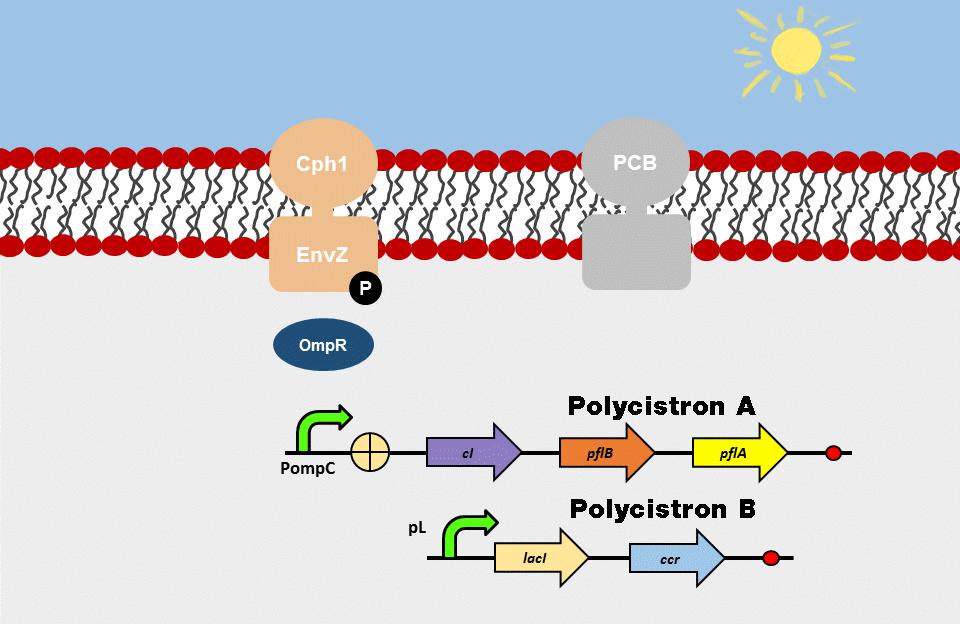 Cph1
PCB
EnvZ
P
OmpR
Polycistron A
PompC
cI
pflB
pflA
Polycistron B
pL
lacI
ccr